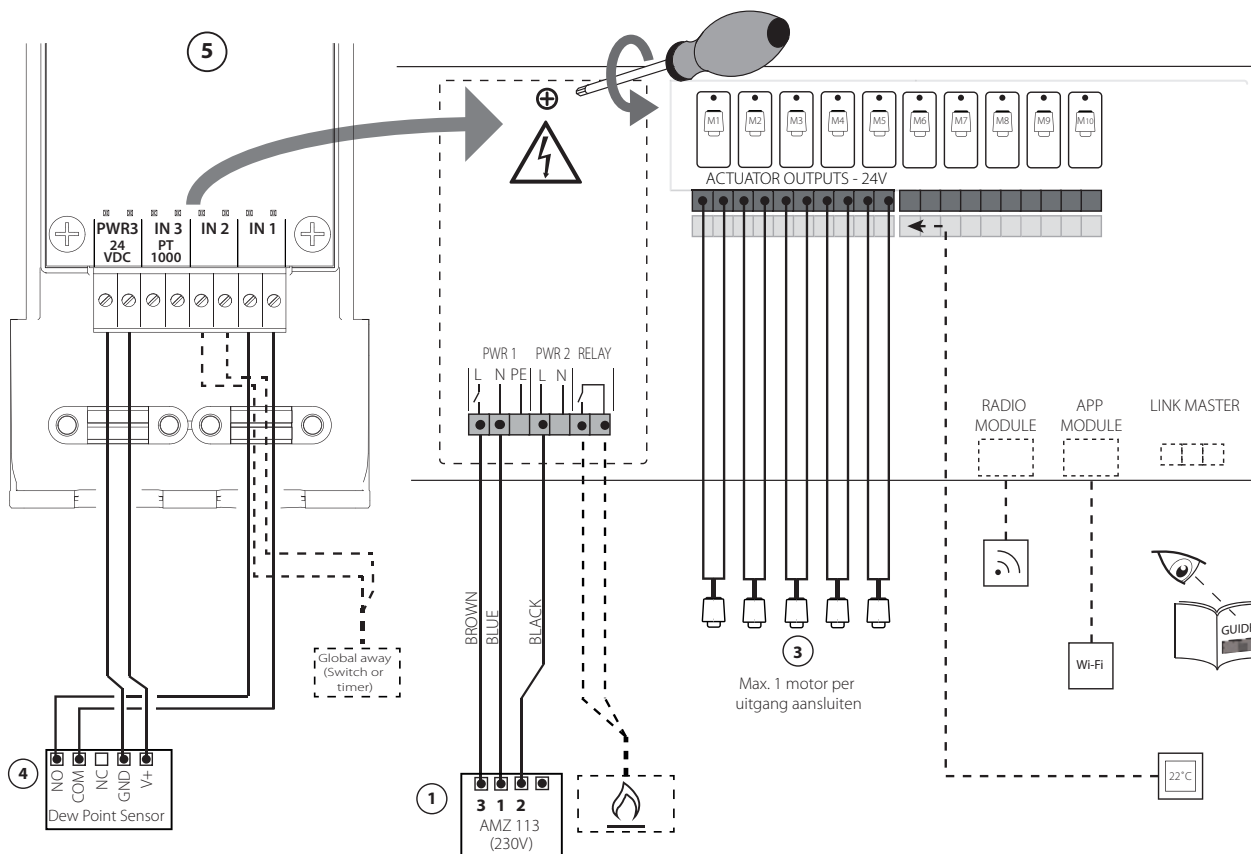 5
PWR3
24
VDC
IN 3
PT
1000
IN 2
IN 1
M1
M2
M3
M4
M5
M6
M7
M8
M9
M10
ACTUATOR OUTPUTS - 24V
PWR 1
PWR 2
RELAY
L
N
PE
L
N
RADIO
MODULE
APP
MODULE
LINK MASTER
BROWN
BLUE
BLACK
Global away
(Switch or
timer)
3
Max. 1 motor per
uitgang aansluiten
Wi-Fi
GUIDE
4
NO
COM
NC
GND
V+
Dew Point Sensor
1
3
1
2
AMZ 113
(230V)
22°C